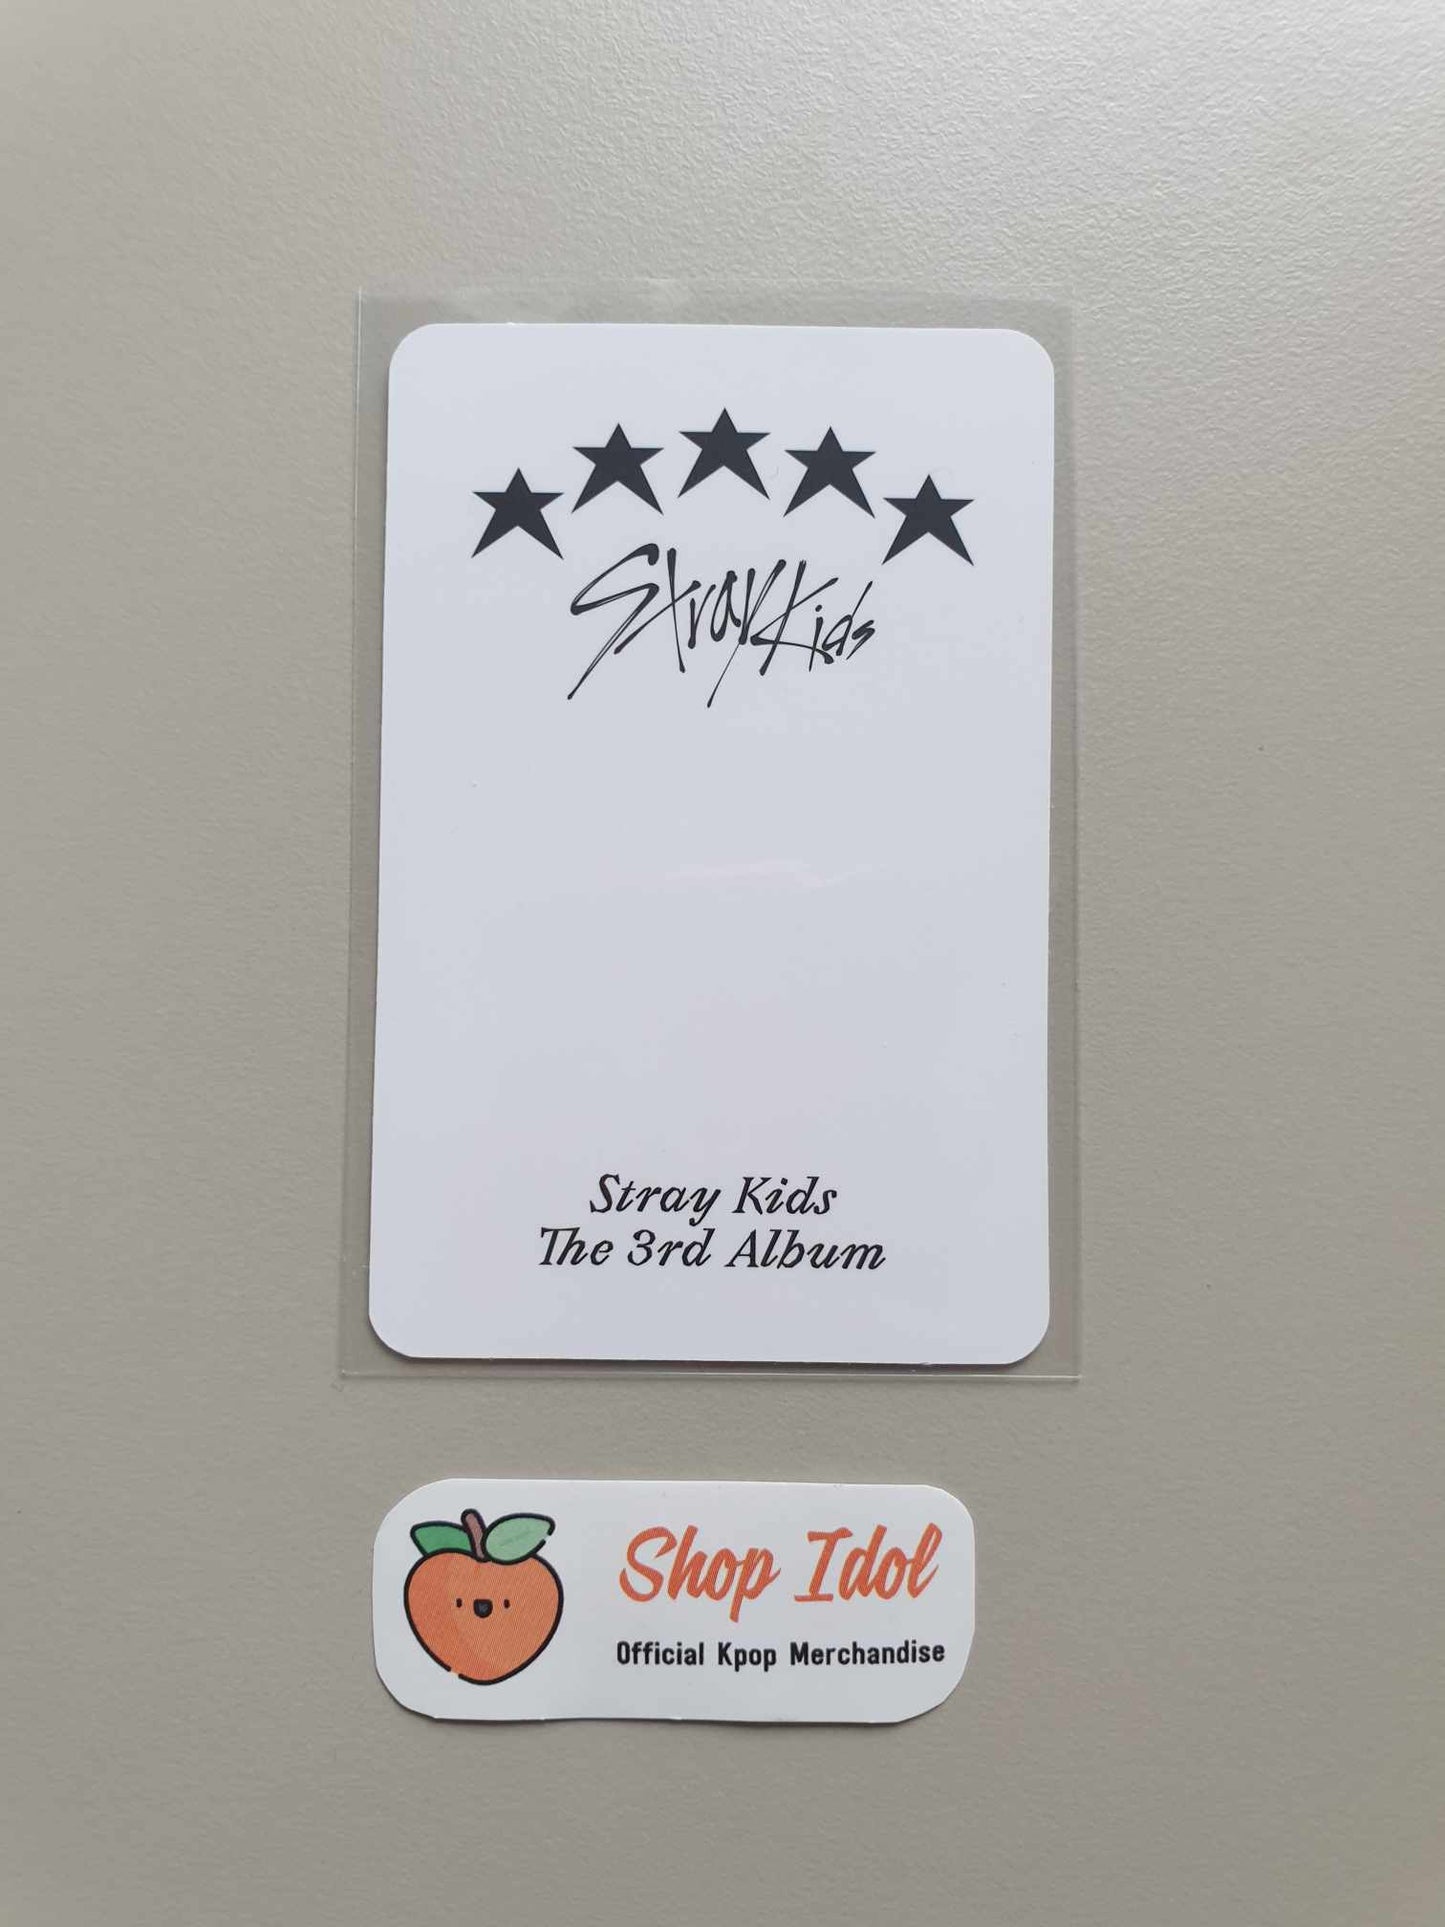 Stray Kids
Stray Kids
The 3rd Album
Shop Idol
Official Kpop Merchandise